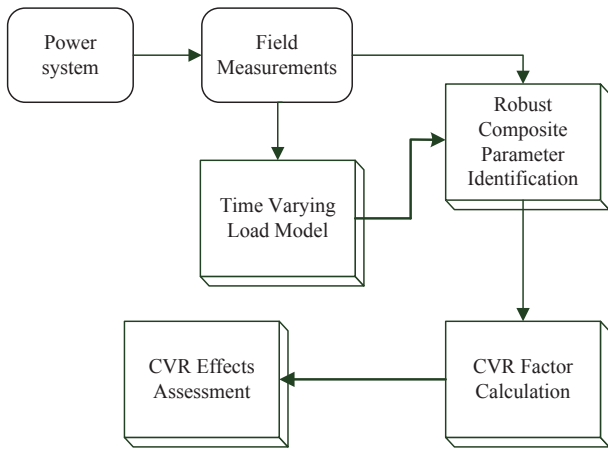 Power
system
Field
Measurements
Robust
Composite
Parameter
Identification
Time Varying
Load Model
CVR Effects
Assessment
CVR Factor
Calculation